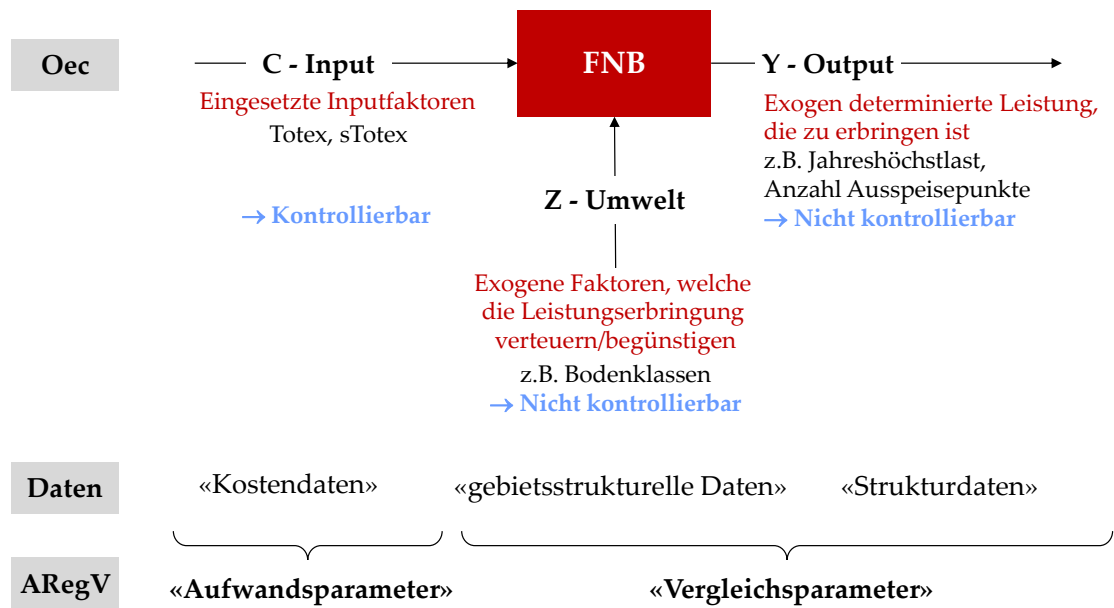 Oec
C - Input
Eingesetzte Inputfaktoren
Totex, sTotex
→ Kontrollierbar
FNB
Y - Output
Exogen determinierte Leistung,
die zu erbringen ist
z.B. Jahreshöchstlast,
Anzahl Ausspeisepunkte
→ Nicht kontrollierbar
Z - Umwelt
Exogene Faktoren, welche
die Leistungserbringung
verteuern/begünstigen
z.B. Bodenklassen
→ Nicht kontrollierbar
Daten
«Kostendaten»
«gebietsstrukturelle Daten»
«Strukturdaten»
ARegV
«Aufwandsparameter»
«Vergleichsparameter»